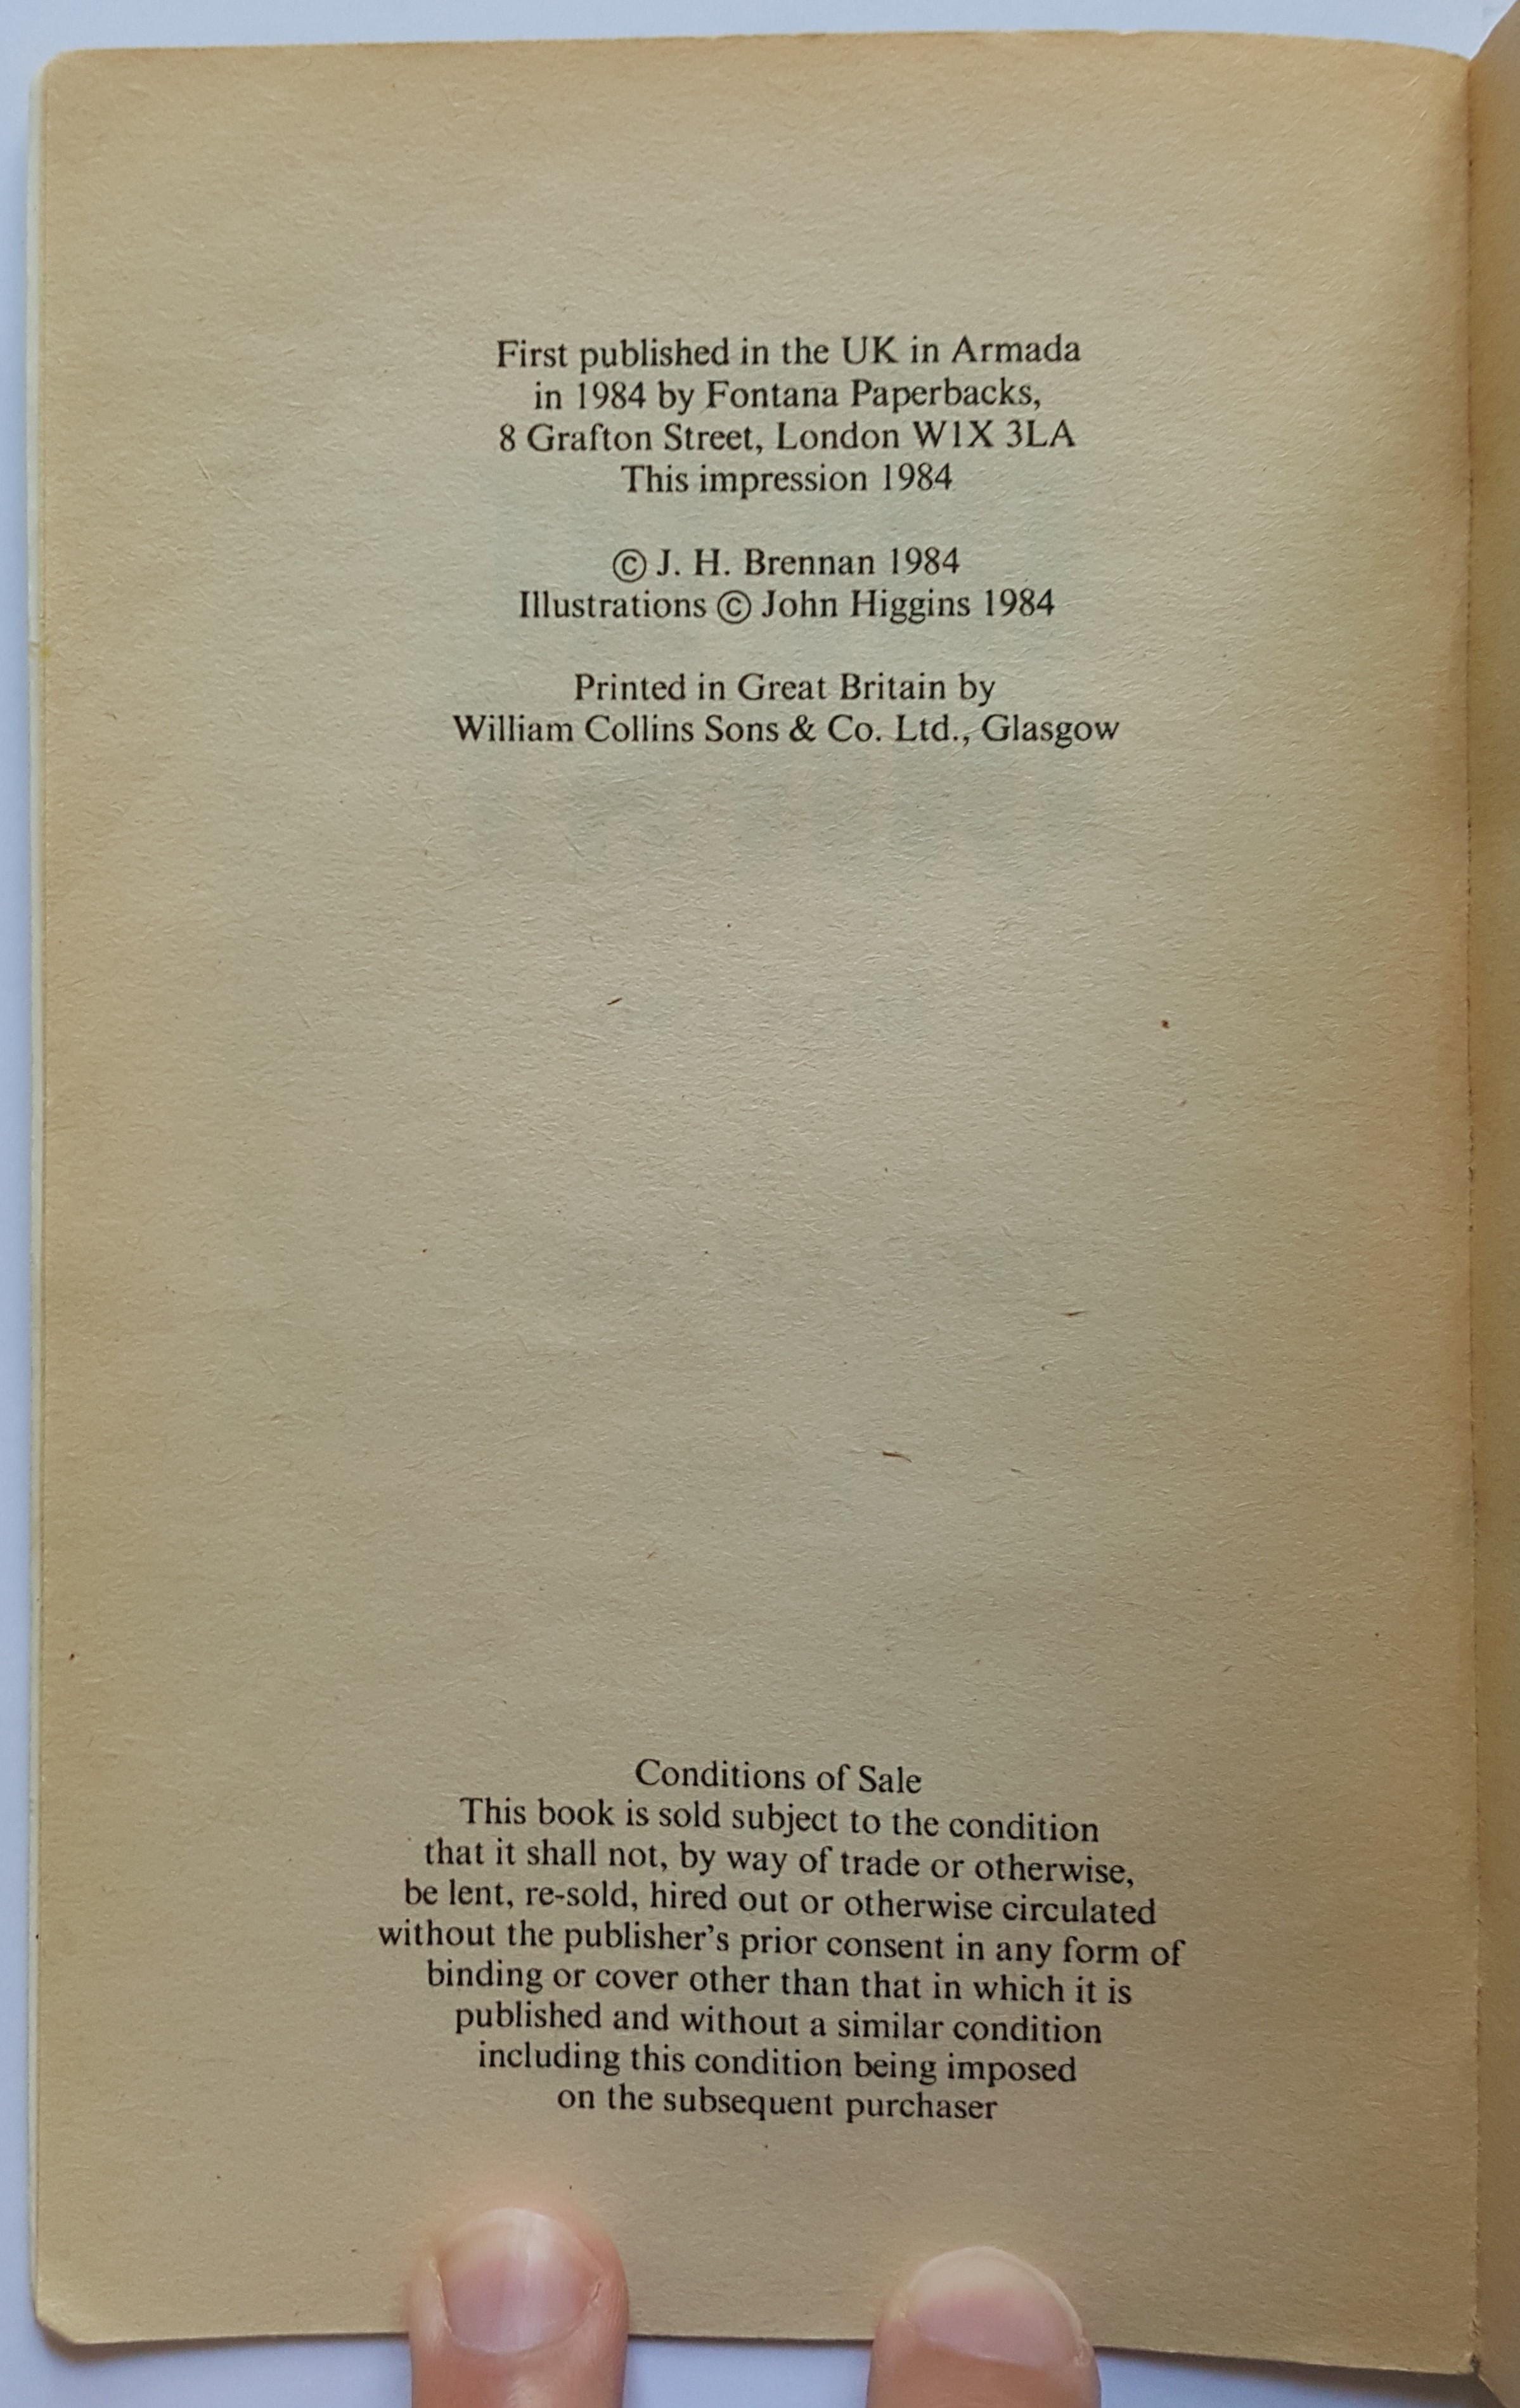 First published in the UK in Armada
in 1984 by Fontana Paperbacks,
8 Grafton Street, London W1X 3LA
This impression 1984
© J. H. Brennan 1984
Illustrations © John Higgins 1984
Printed in Great Britain by
William Collins Sons & Co. Ltd., Glasgow
Conditions of Sale
This book is sold subject to the condition
that it shall not, by way of trade or otherwise,
be lent, re-sold, hired out or otherwise circulated
without the publisher's prior consent in any form of
binding or cover other than that in which it is
published and without a similar condition
including this condition being imposed
on the subsequent purchaser